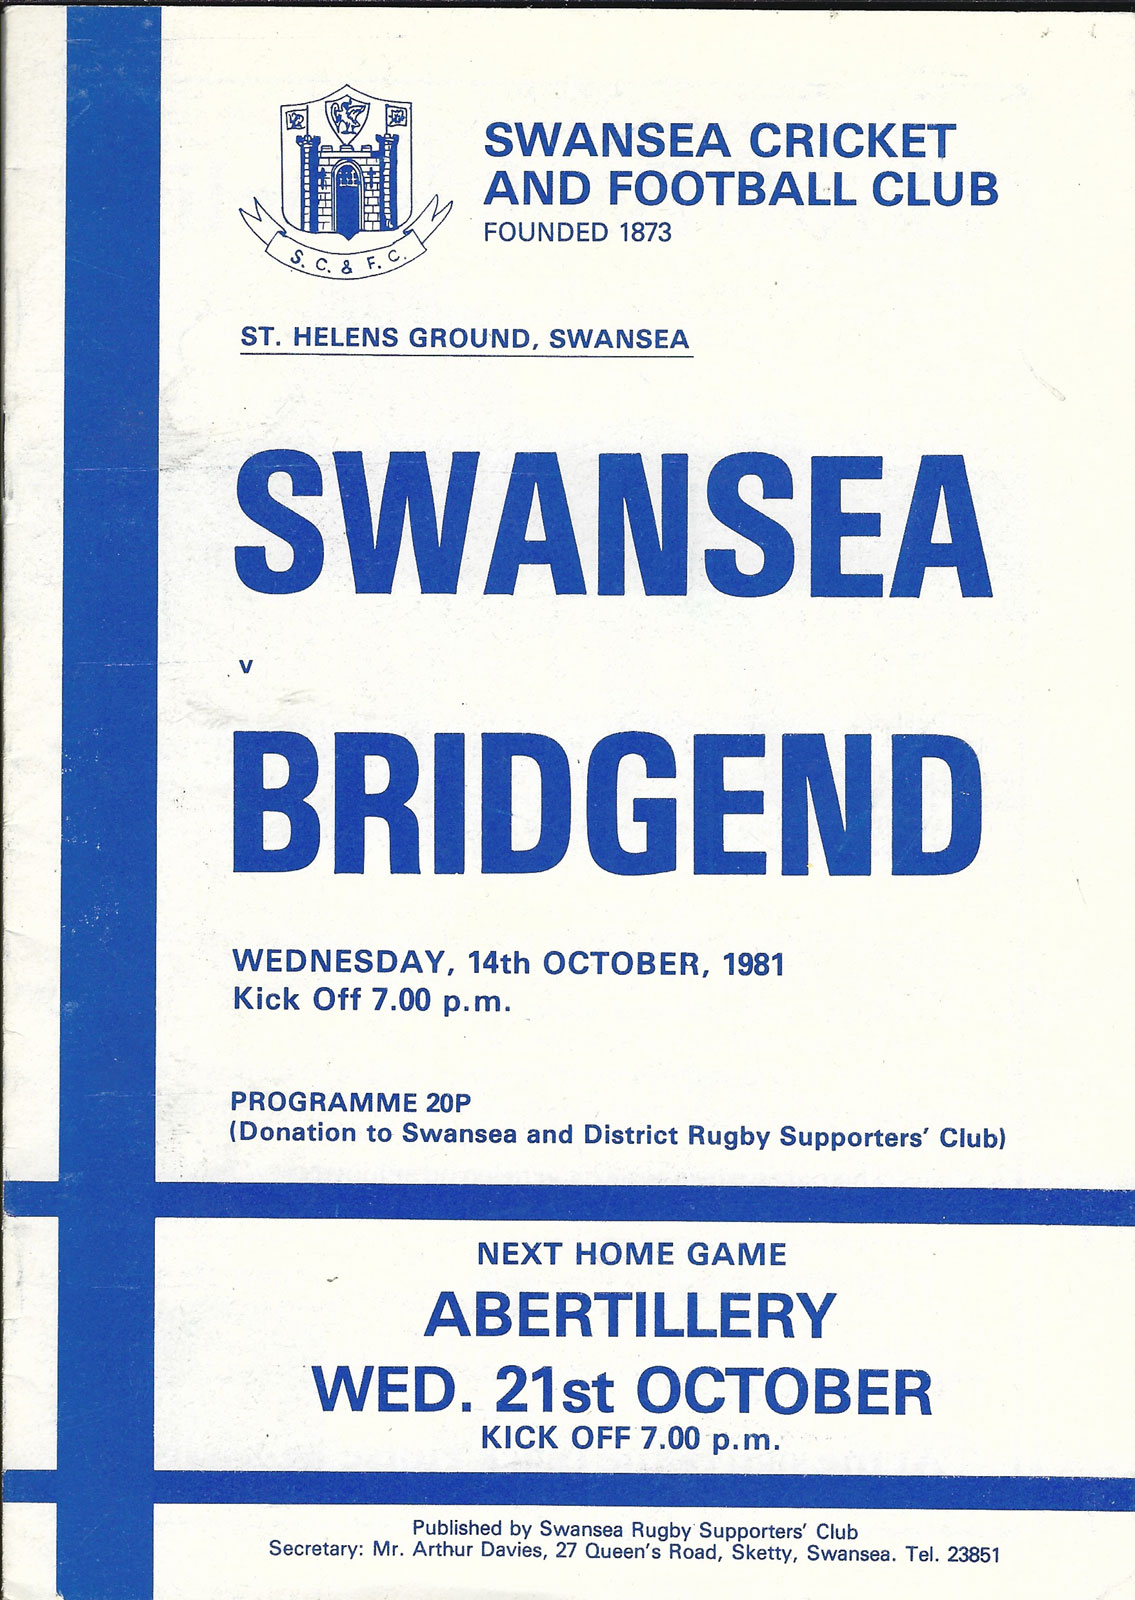 SWANSEA CRICKET
AND FOOTBALL CLUB
FOUNDED 1873
S. C. & F. C.
ST. HELENS GROUND, SWANSEA
SWANSEA
v
BRIDGEND
WEDNESDAY, 14th OCTOBER, 1981
Kick Off 7.00 p.m.
PROGRAMME 20P
(Donation to Swansea and District Rugby Supporters' Club)
NEXT HOME GAME
ABERTILLERY
WED. 21st OCTOBER
KICK OFF 7.00 p.m.
Published by Swansea Rugby Supporters' Club
Secretary: Mr. Arthur Davies, 27 Queen's Road, Sketty, Swansea. Tel. 23851